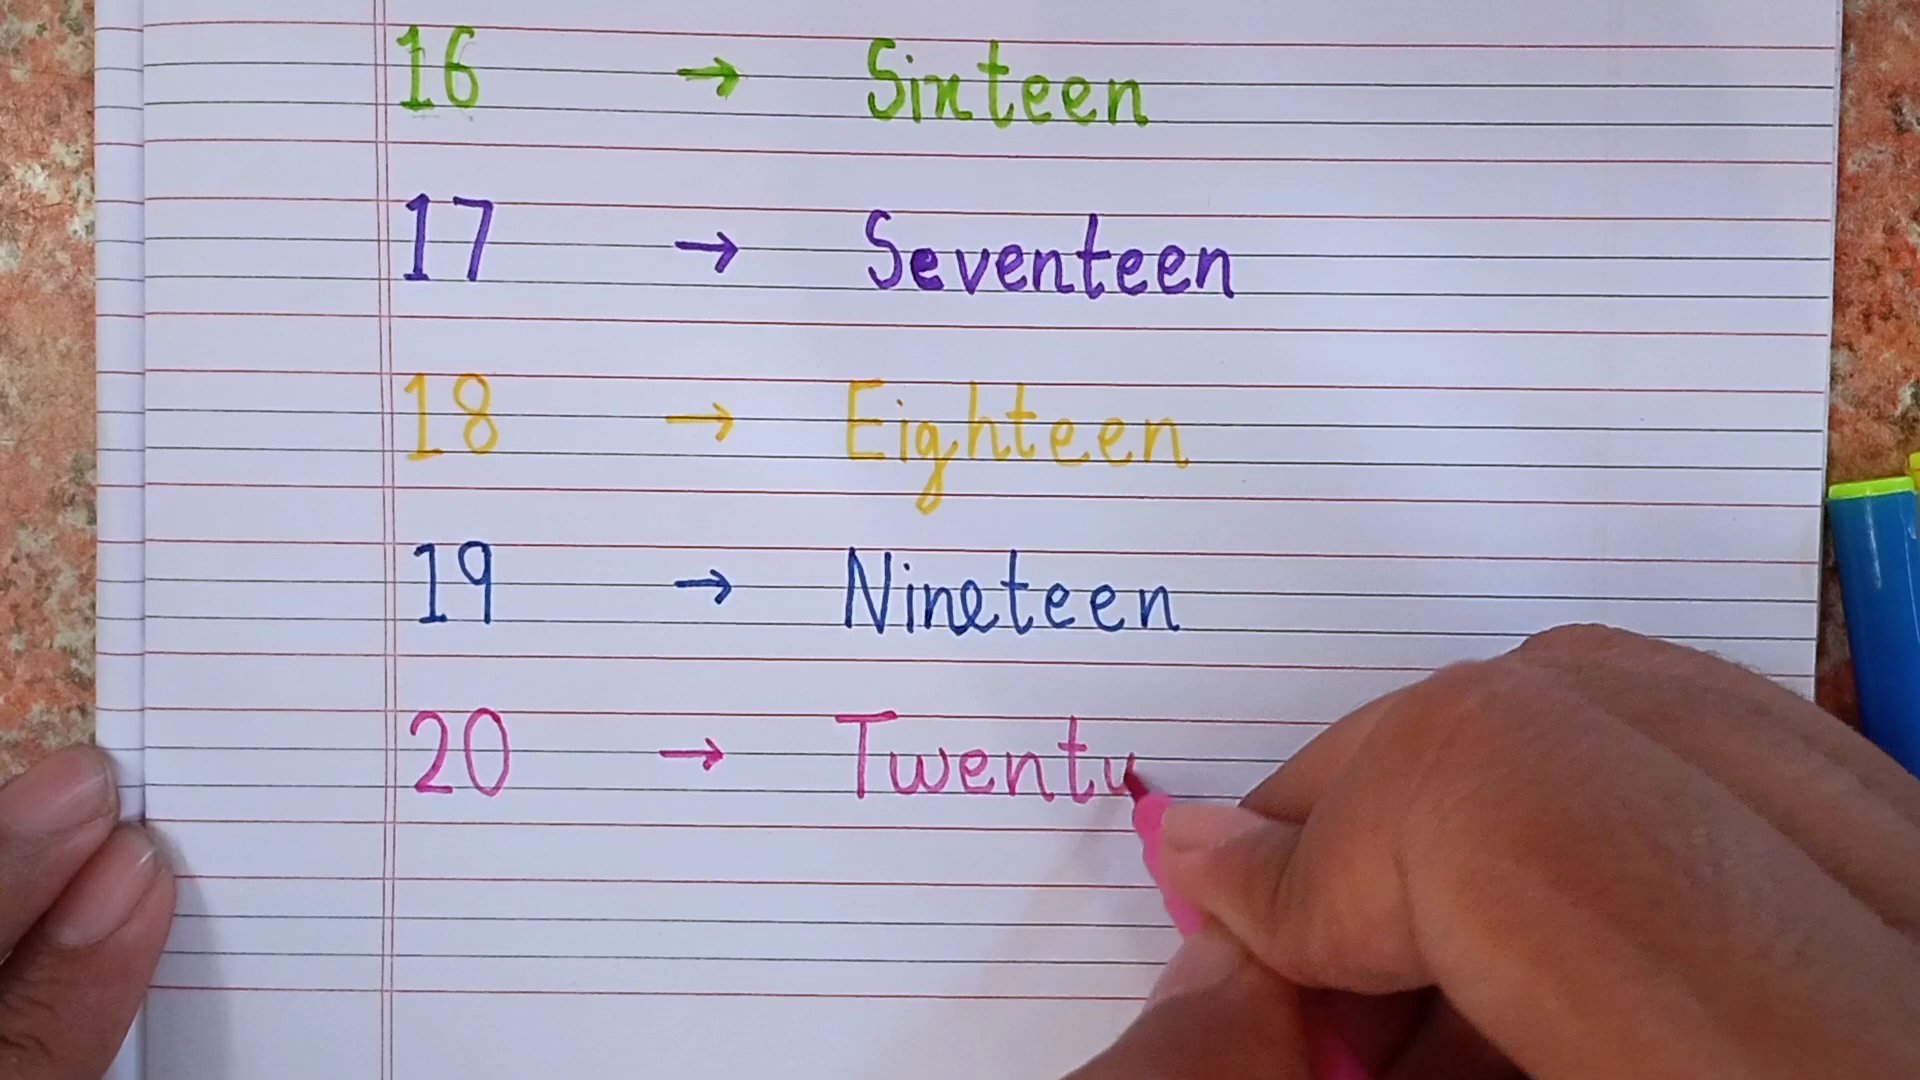 16 → Sixteen
17 → Seventeen
18 → Eighteen
19 → Nineteen
20 → Twenty